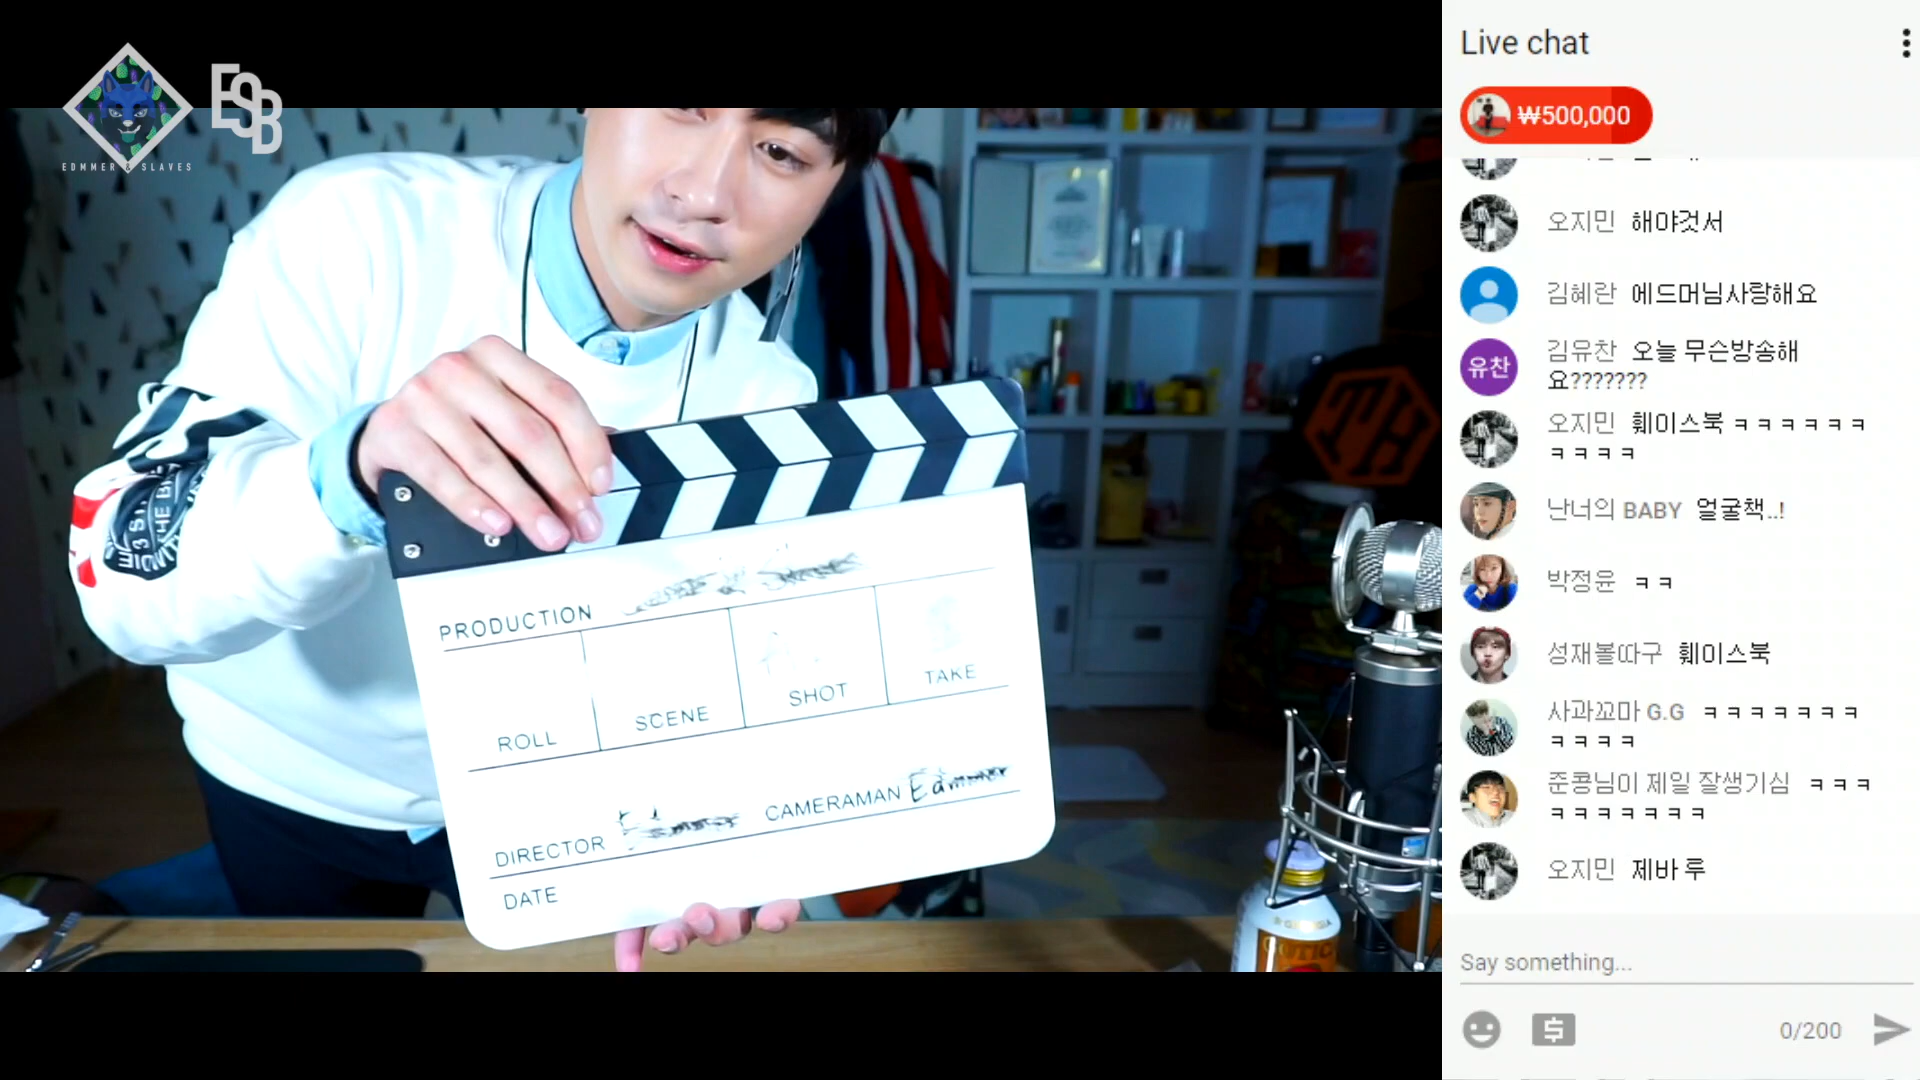 EDMMER & SLAVES
ESB
PRODUCTION
ROLL
SCENE
SHOT
TAKE
DIRECTOR
CAMERAMAN Edmmer
DATE
TH
Live chat
₩500,000
오지민 해야것서
김혜란 에드머님사랑해요
유찬
김유찬 오늘 무슨방송해
요???????
오지민 훼이스북 ㅋㅋㅋㅋㅋㅋ
ㅋㅋㅋㅋ
난너의 BABY 얼굴책..!
박정윤 ㅋㅋ
성재볼따구 훼이스북
사과꼬마 G.G ㅋㅋㅋㅋㅋㅋㅋ
ㅋㅋㅋㅋ
준콩님이 제일 잘생기심 ㅋㅋㅋ
ㅋㅋㅋㅋㅋㅋㅋ
오지민 제바루
Say something...
0/200